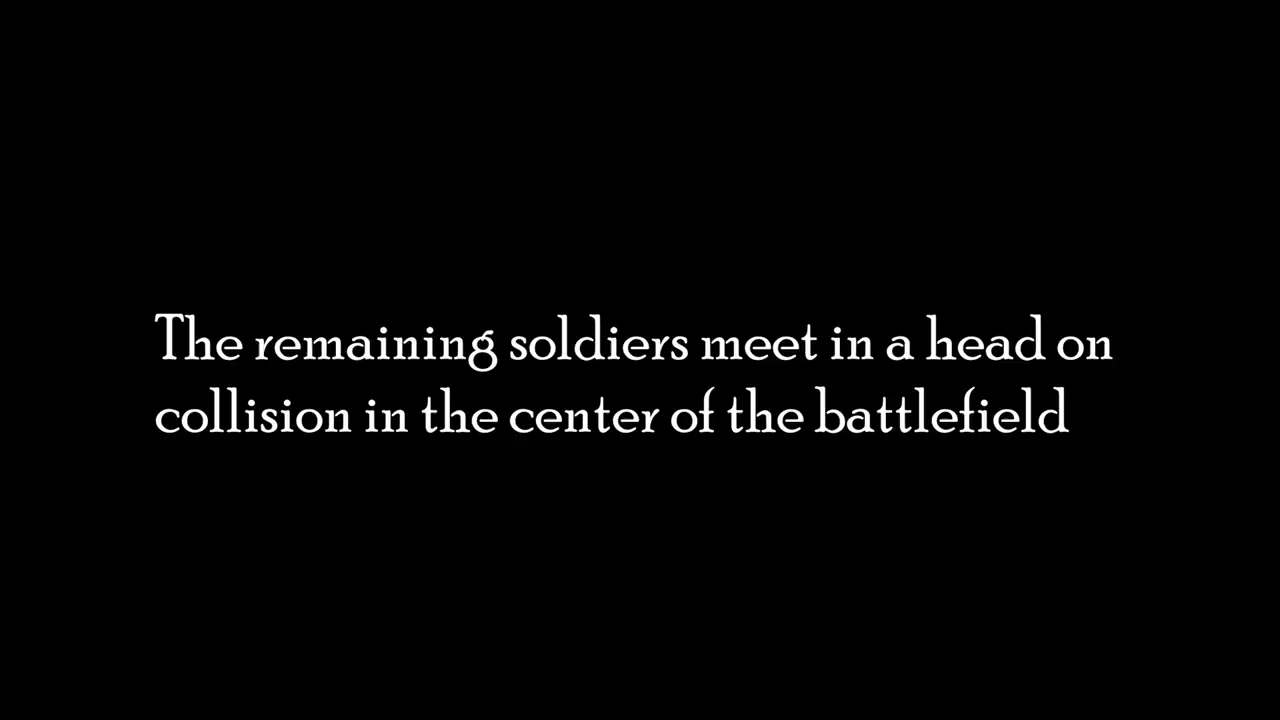 The remaining soldiers meet in a head on
collision in the center of the battlefield